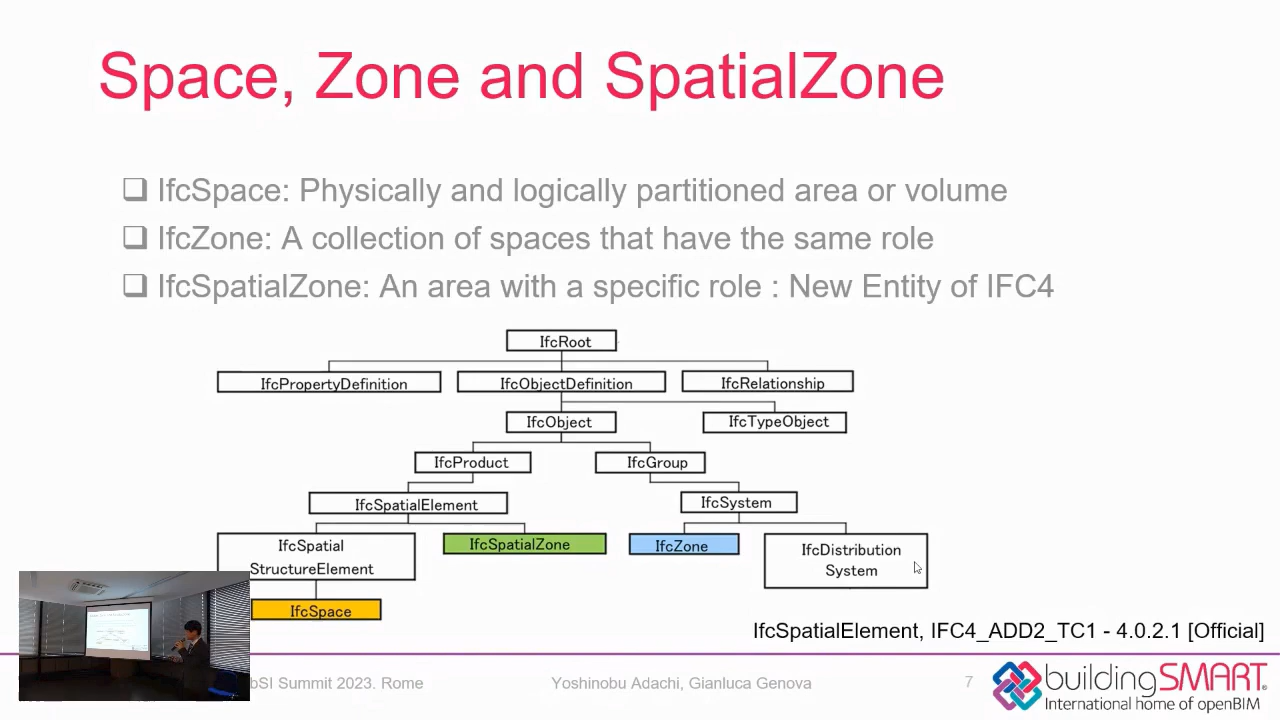 Space, Zone and SpatialZone
❑ IfcSpace: Physically and logically partitioned area or volume
❑ IfcZone: A collection of spaces that have the same role
❑ IfcSpatialZone: An area with a specific role : New Entity of IFC4
IfcRoot
IfcPropertyDefinition
IfcObjectDefinition
IfcRelationship
IfcObject
IfcTypeObject
IfcProduct
IfcGroup
IfcSpatialElement
IfcSystem
IfcSpatial
StructureElement
IfcSpatialZone
IfcZone
IfcDistribution
System
IfcSpace
IfcSpatialElement, IFC4_ADD2_TC1 - 4.0.2.1 [Official]
bSI Summit 2023. Rome
Yoshinobu Adachi, Gianluca Genova
7
buildingSMART®
International home of openBIM